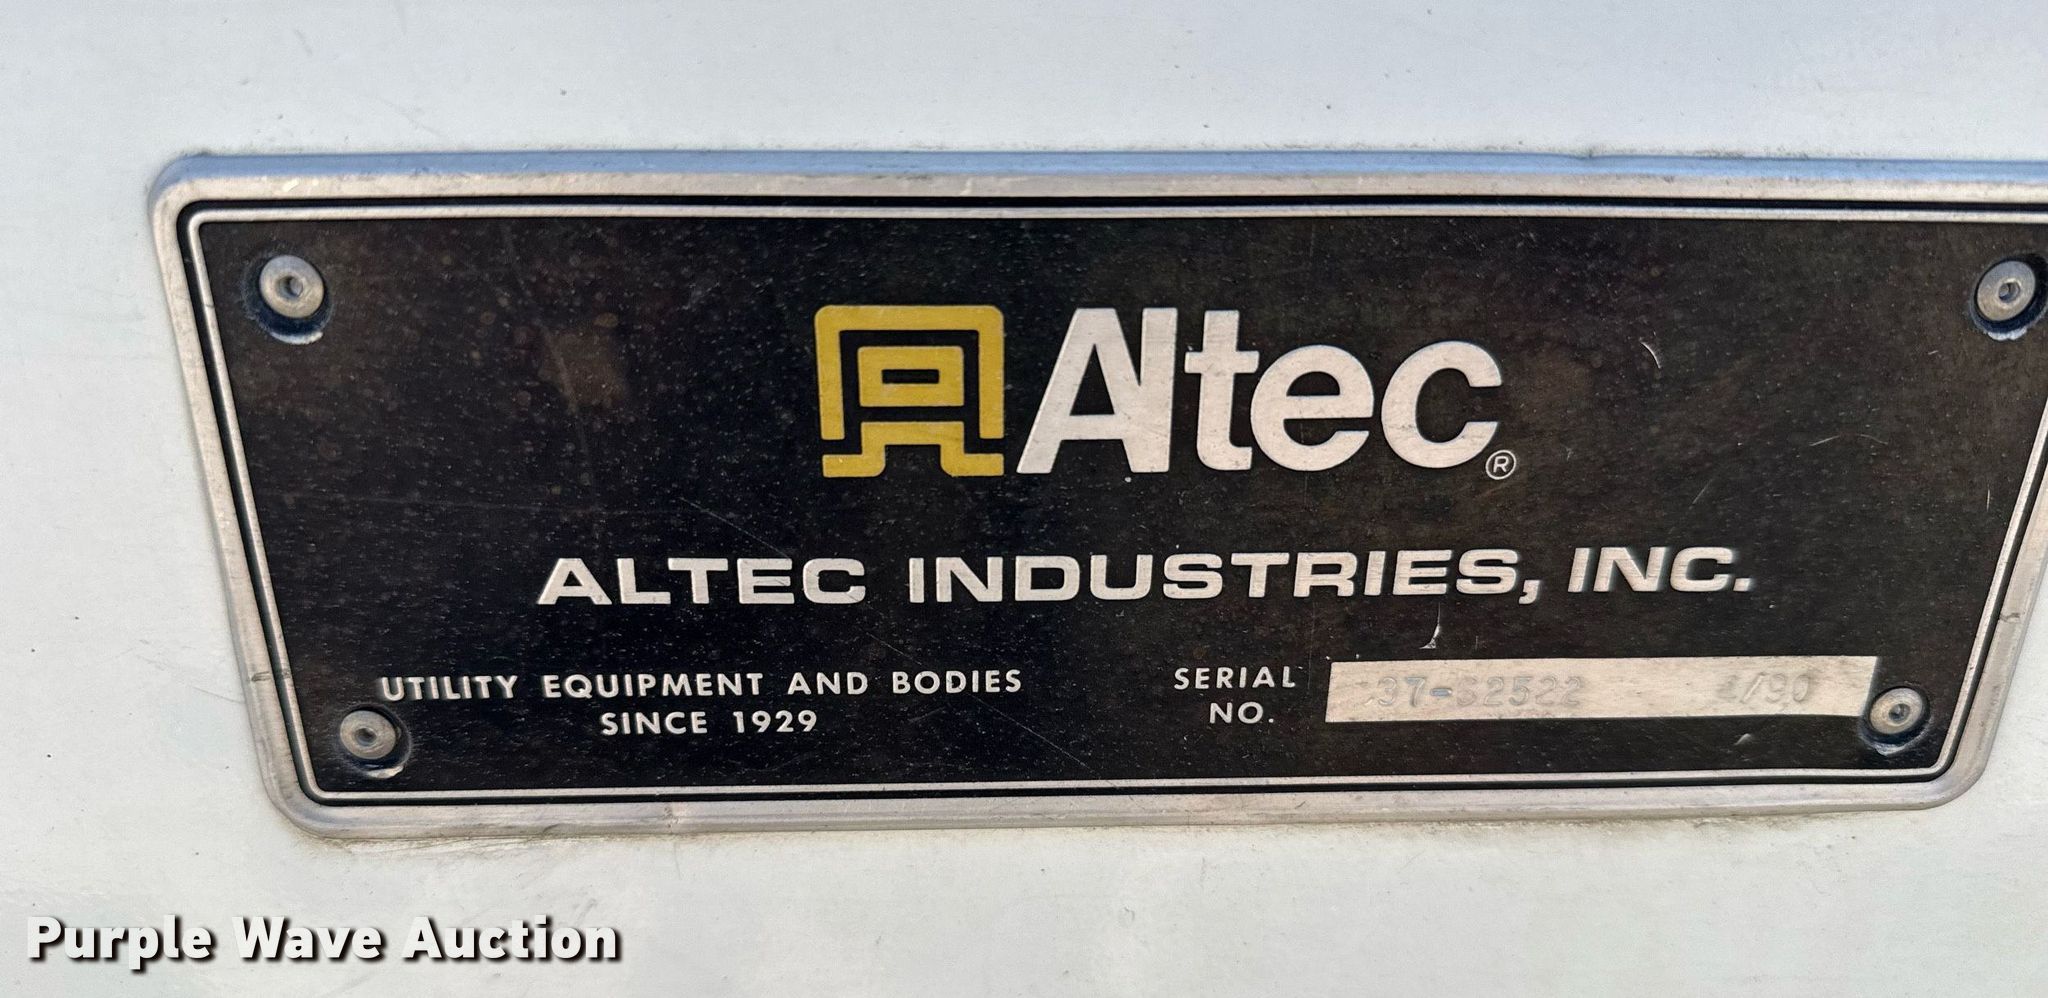 Altec®
ALTEC INDUSTRIES, INC.
UTILITY EQUIPMENT AND BODIES
SINCE 1929
SERIAL
NO.
Purple Wave Auction